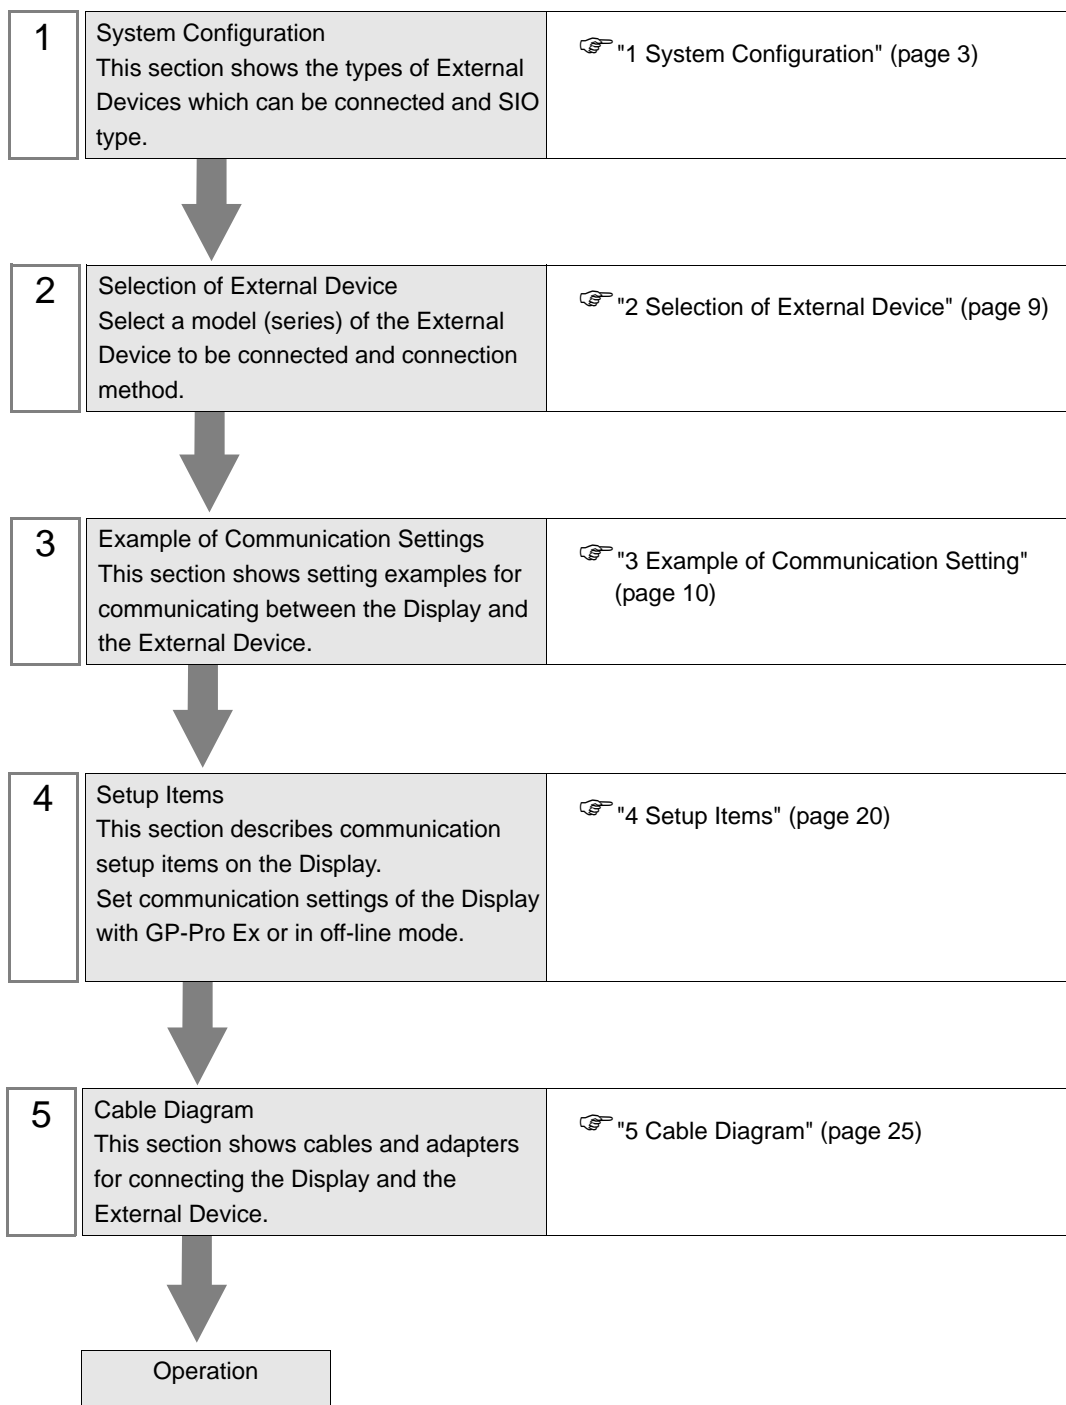 1
System Configuration
This section shows the types of External
Devices which can be connected and SIO
type.
"1 System Configuration" (page 3)
2
Selection of External Device
Select a model (series) of the External
Device to be connected and connection
method.
"2 Selection of External Device" (page 9)
3
Example of Communication Settings
This section shows setting examples for
communicating between the Display and
the External Device.
"3 Example of Communication Setting"
(page 10)
4
Setup Items
This section describes communication
setup items on the Display.
Set communication settings of the Display
with GP-Pro Ex or in off-line mode.
"4 Setup Items" (page 20)
5
Cable Diagram
This section shows cables and adapters
for connecting the Display and the
External Device.
"5 Cable Diagram" (page 25)
Operation